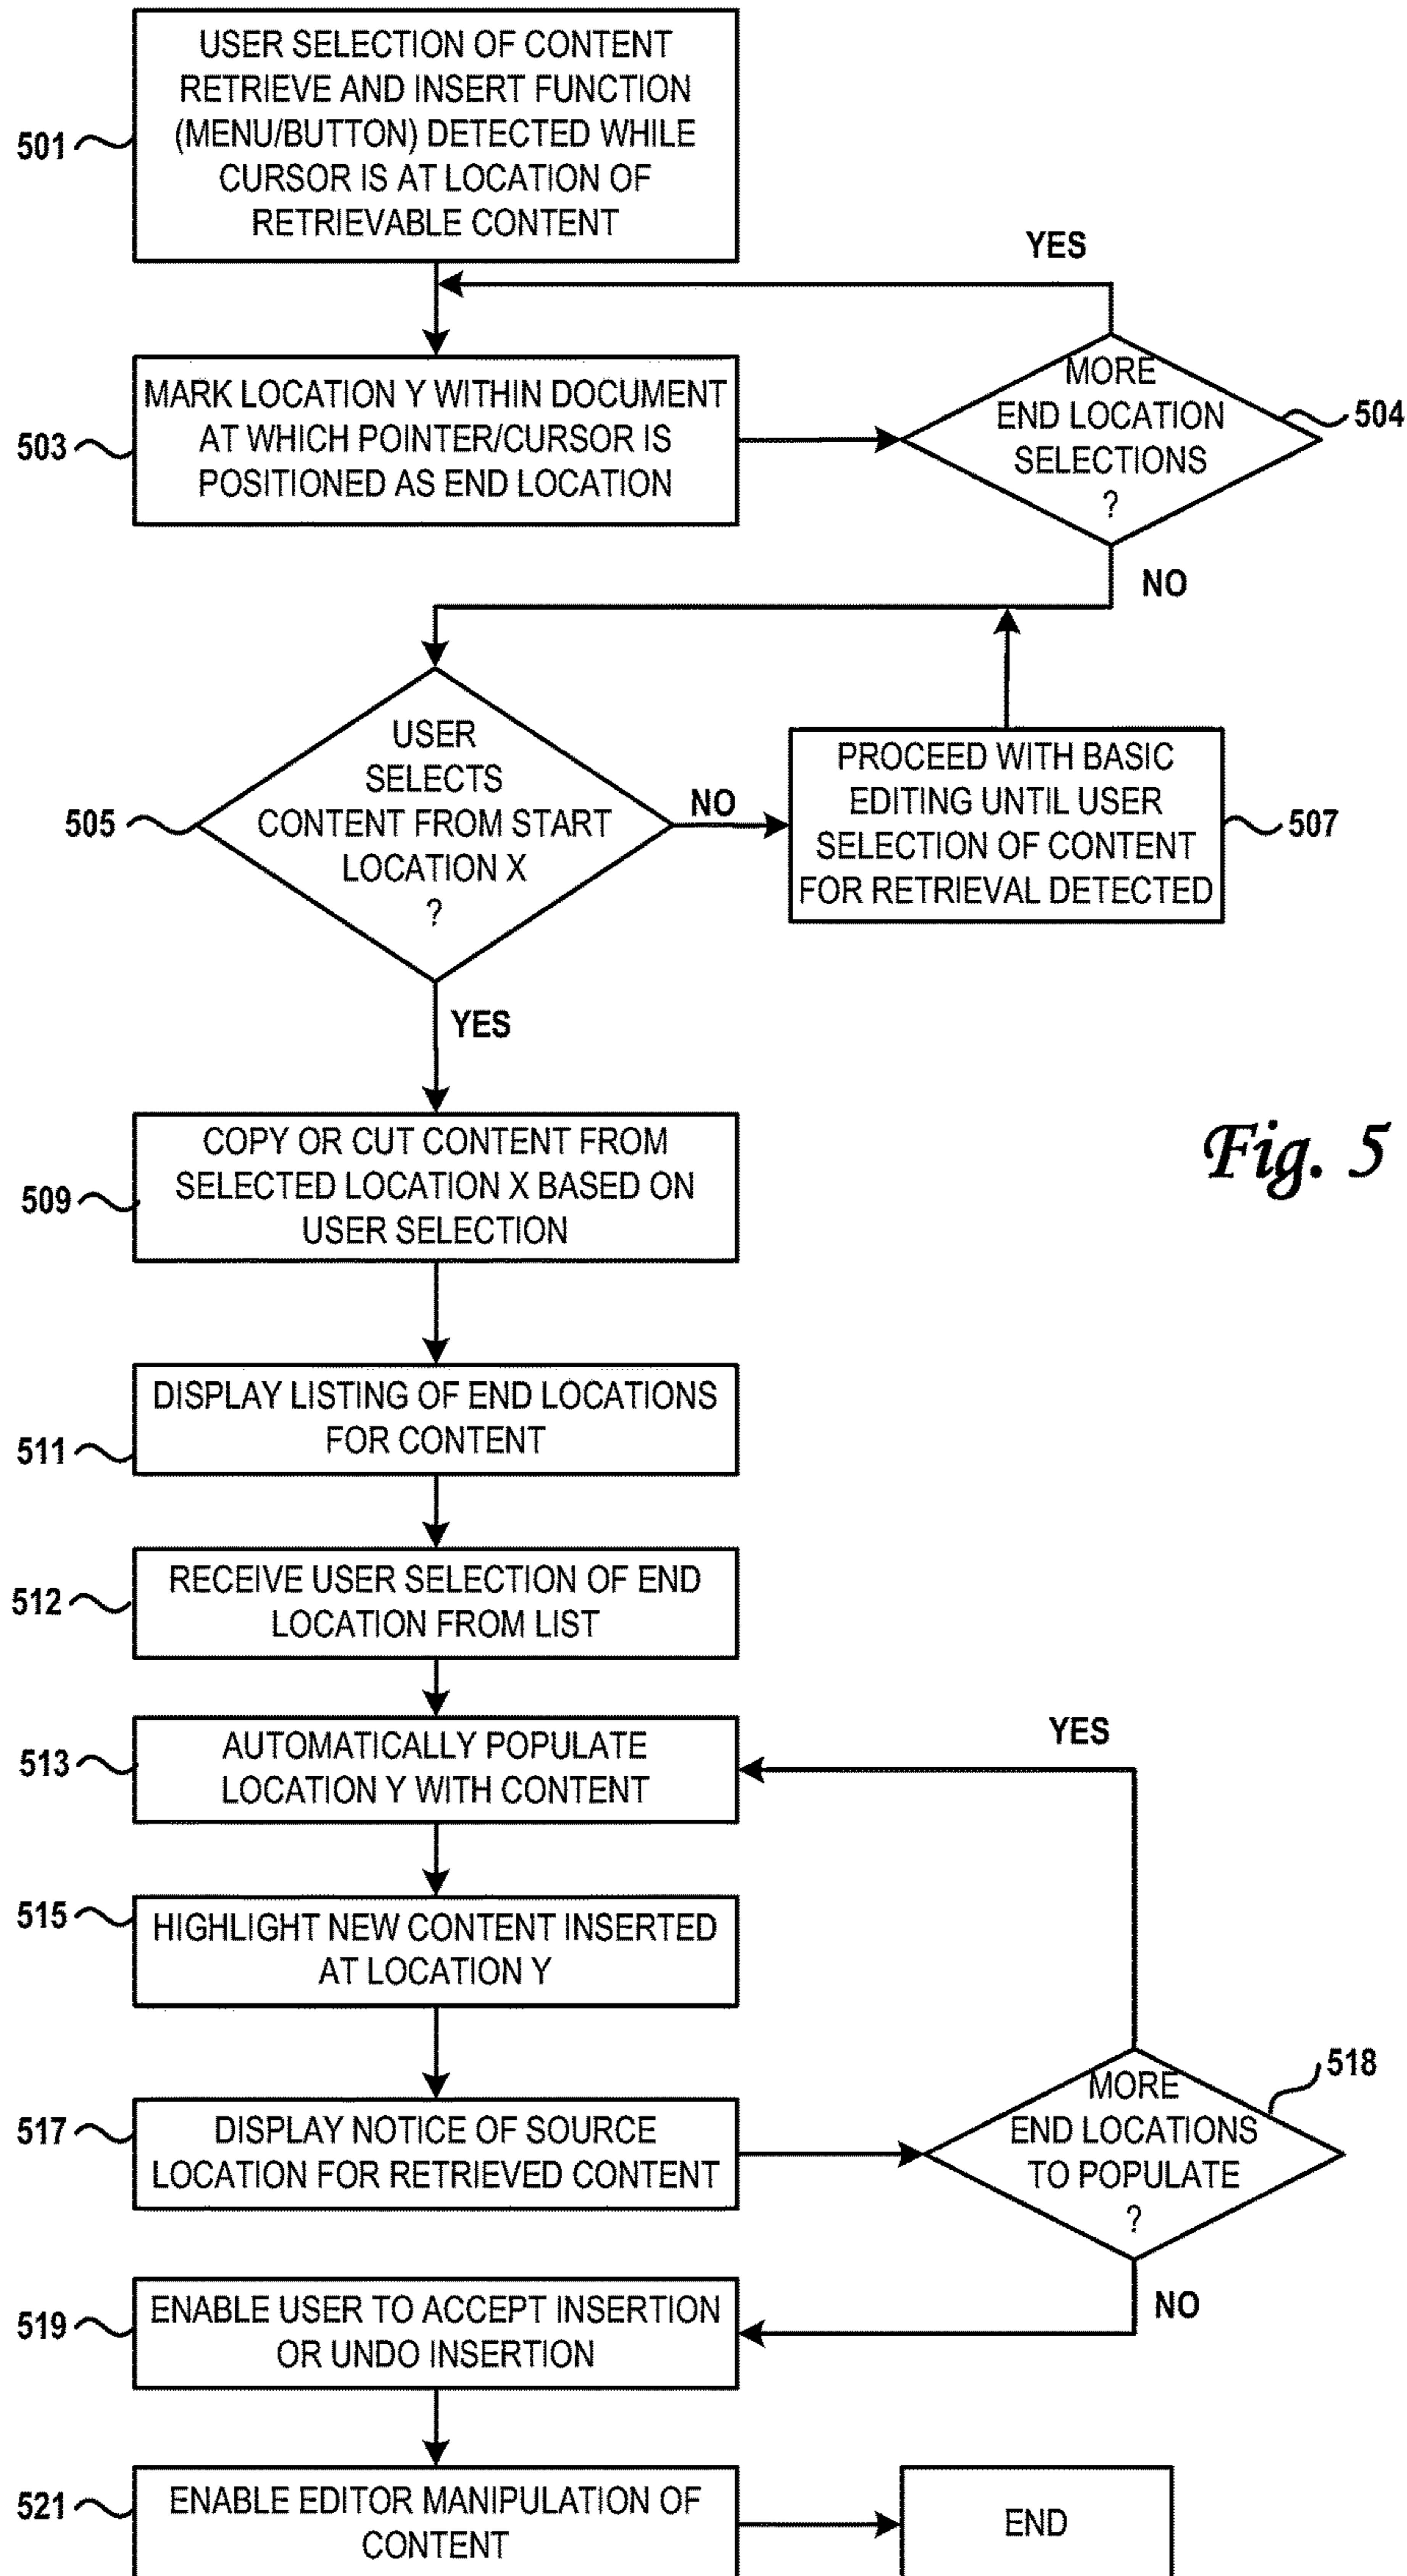 USER SELECTION OF CONTENT
RETRIEVE AND INSERT FUNCTION
(MENU/BUTTON) DETECTED WHILE
CURSOR IS AT LOCATION OF
RETRIEVABLE CONTENT
501
YES
MARK LOCATION Y WITHIN DOCUMENT
AT WHICH POINTER/CURSOR IS
POSITIONED AS END LOCATION
503
MORE
END LOCATION
SELECTIONS
?
504
NO
USER
SELECTS
CONTENT FROM START
LOCATION X
?
505
NO
PROCEED WITH BASIC
EDITING UNTIL USER
SELECTION OF CONTENT
FOR RETRIEVAL DETECTED
507
YES
COPY OR CUT CONTENT FROM
SELECTED LOCATION X BASED ON
USER SELECTION
509
Fig. 5
DISPLAY LISTING OF END LOCATIONS
FOR CONTENT
511
RECEIVE USER SELECTION OF END
LOCATION FROM LIST
512
AUTOMATICALLY POPULATE
LOCATION Y WITH CONTENT
513
YES
HIGHLIGHT NEW CONTENT INSERTED
AT LOCATION Y
515
DISPLAY NOTICE OF SOURCE
LOCATION FOR RETRIEVED CONTENT
517
MORE
END LOCATIONS
TO POPULATE
?
518
NO
ENABLE USER TO ACCEPT INSERTION
OR UNDO INSERTION
519
ENABLE EDITOR MANIPULATION OF
CONTENT
521
END